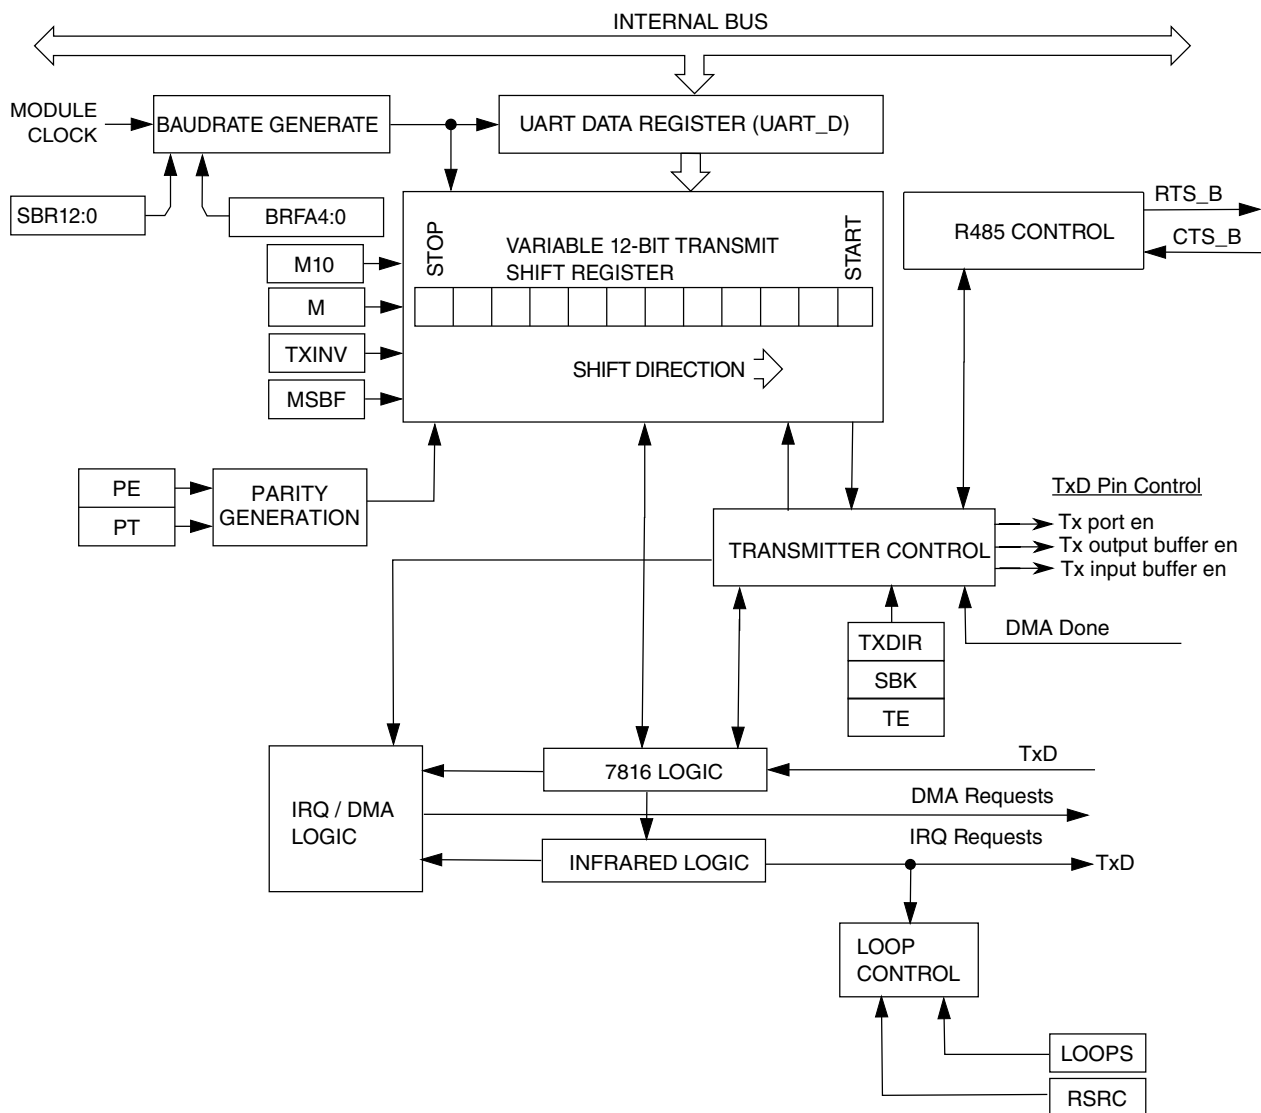 INTERNAL BUS
MODULE
CLOCK
BAUDRATE GENERATE
UART DATA REGISTER (UART_D)
SBR12:0
BRFA4:0
RTS_B
R485 CONTROL
CTS_B
STOP
VARIABLE 12-BIT TRANSMIT
SHIFT REGISTER
START
M10
M
TXINV
SHIFT DIRECTION
MSBF
PE
PT
PARITY
GENERATION
TxD Pin Control
Tx port en
TRANSMITTER CONTROL
Tx output buffer en
Tx input buffer en
DMA Done
TXDIR
SBK
TE
7816 LOGIC
TxD
DMA Requests
IRQ / DMA
LOGIC
IRQ Requests
INFRARED LOGIC
TxD
LOOP
CONTROL
LOOPS
RSRC